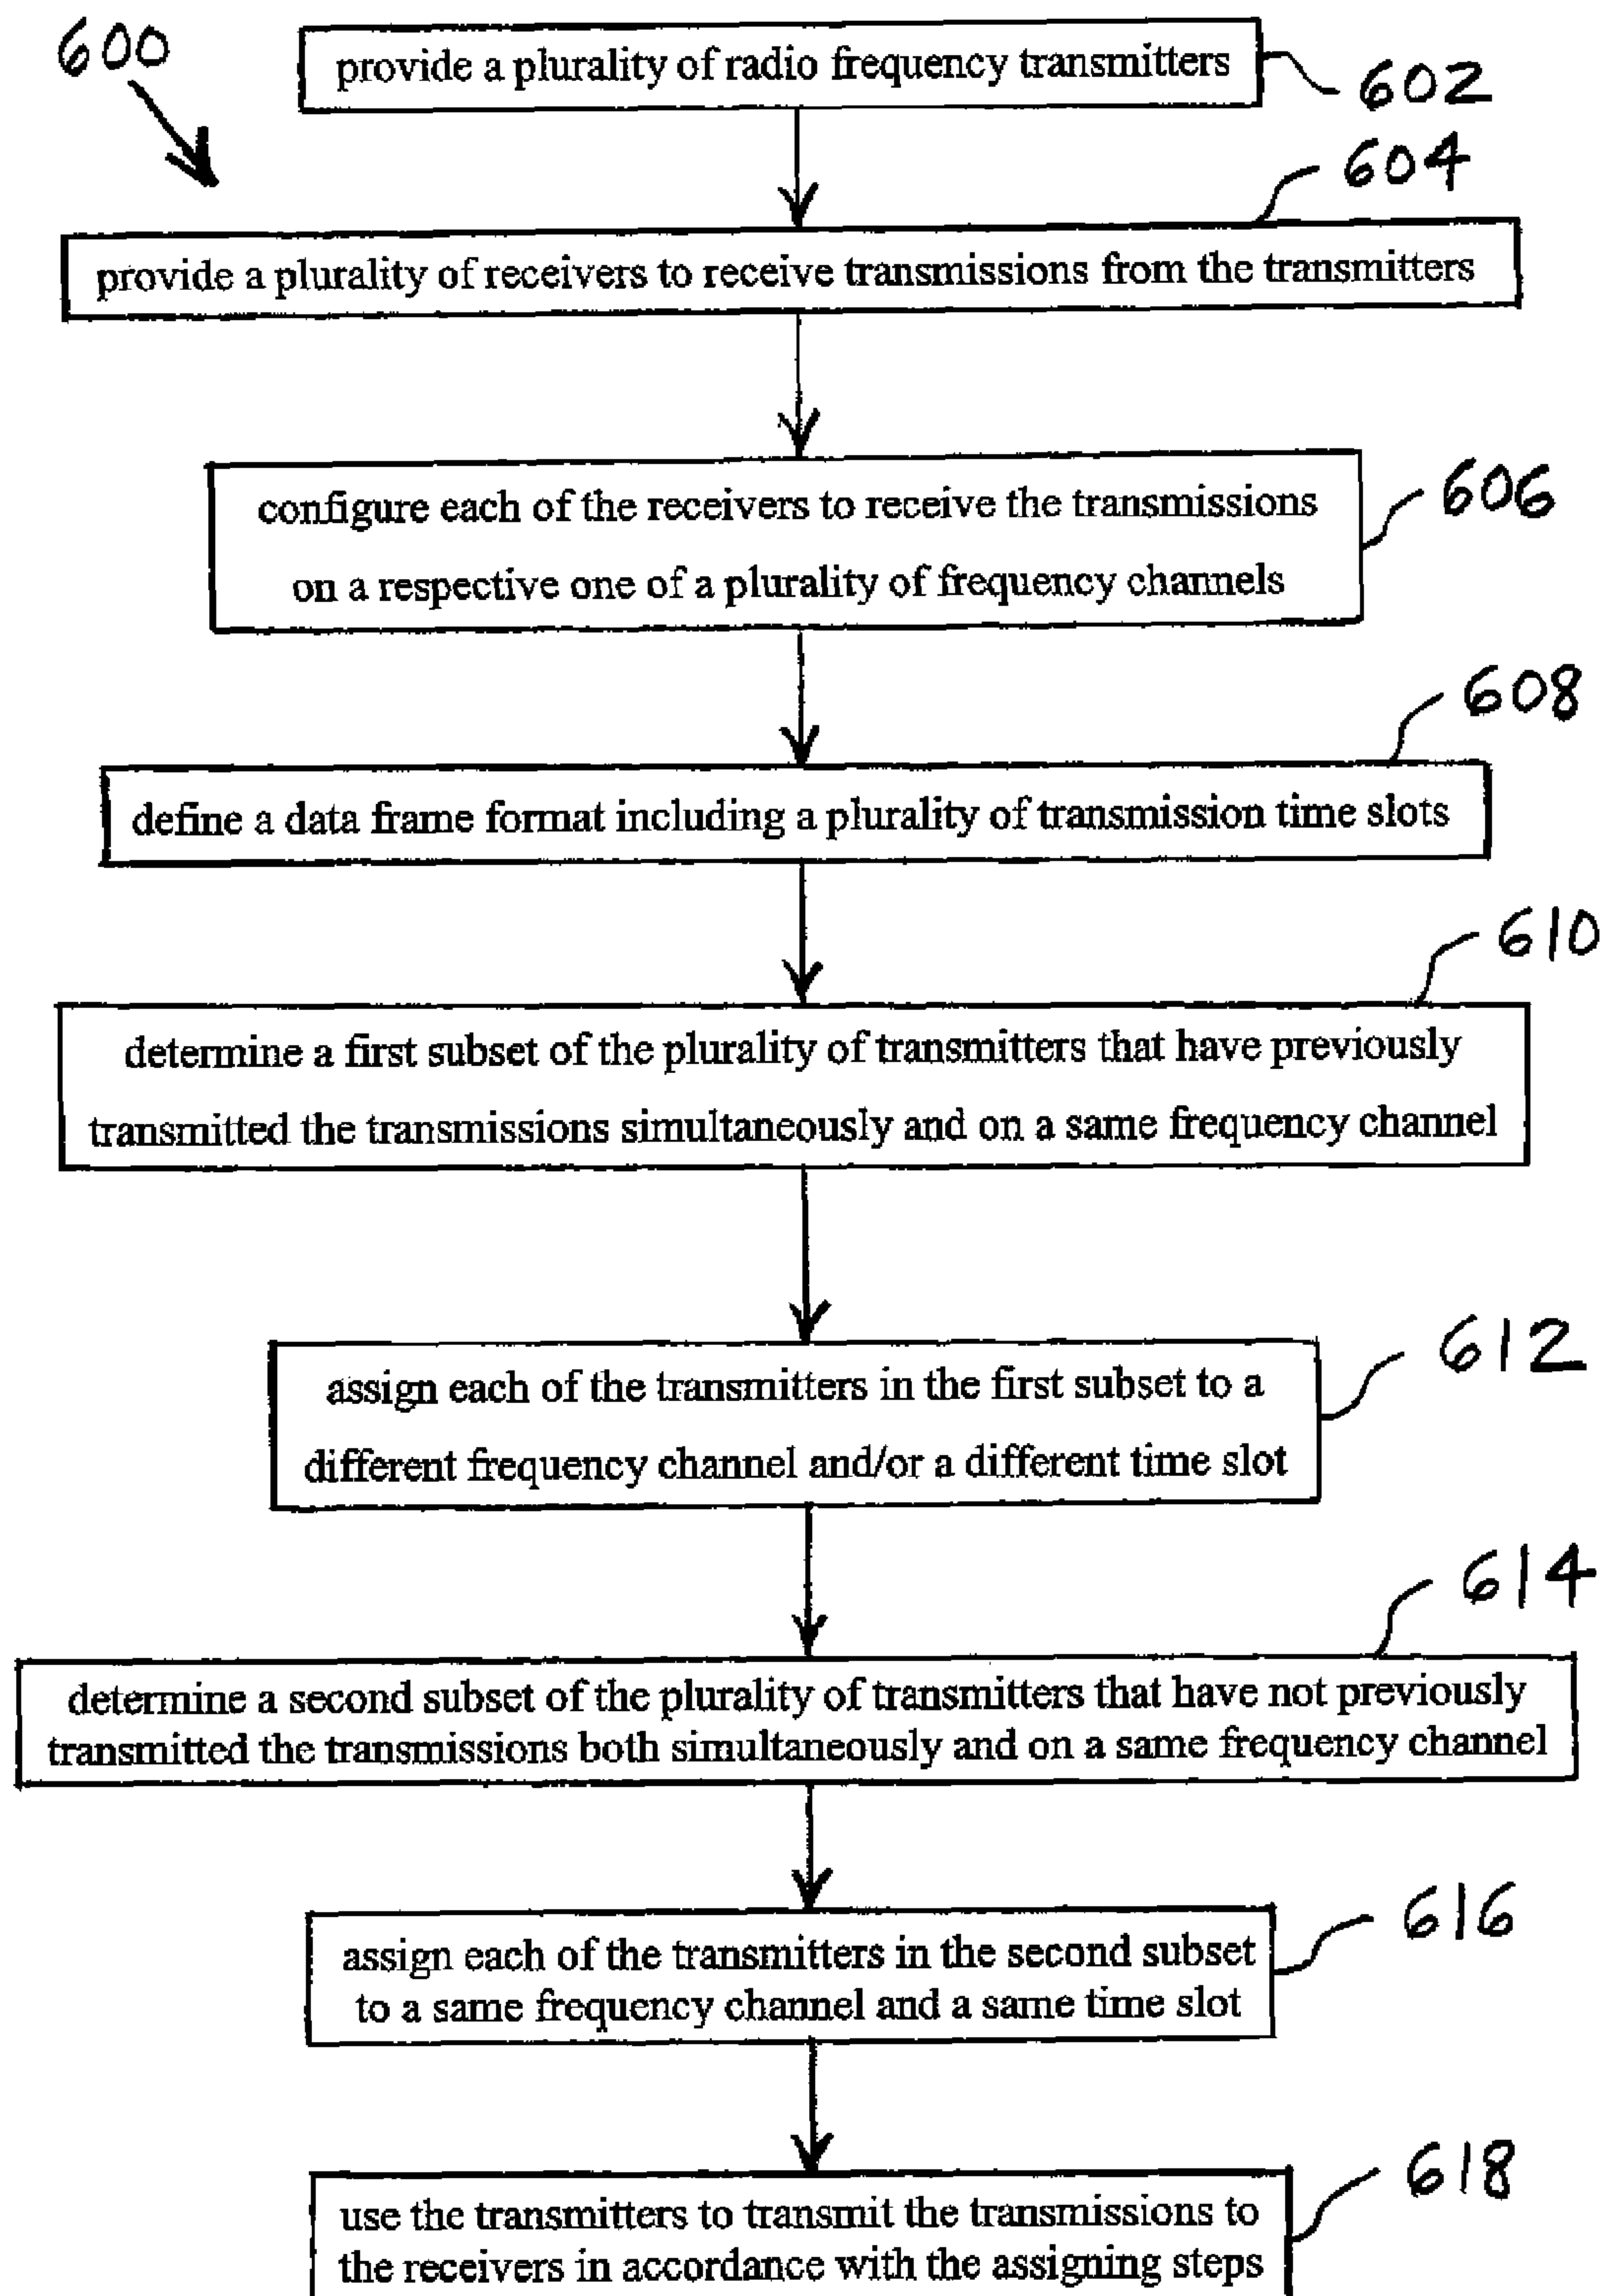 600
provide a plurality of radio frequency transmitters
602
604
provide a plurality of receivers to receive transmissions from the transmitters
configure each of the receivers to receive the transmissions
on a respective one of a plurality of frequency channels
606
608
define a data frame format including a plurality of transmission time slots
610
determine a first subset of the plurality of transmitters that have previously
transmitted the transmissions simultaneously and on a same frequency channel
612
assign each of the transmitters in the first subset to a
different frequency channel and/or a different time slot
614
determine a second subset of the plurality of transmitters that have not previously
transmitted the transmissions both simultaneously and on a same frequency channel
616
assign each of the transmitters in the second subset
to a same frequency channel and a same time slot
618
use the transmitters to transmit the transmissions to
the receivers in accordance with the assigning steps